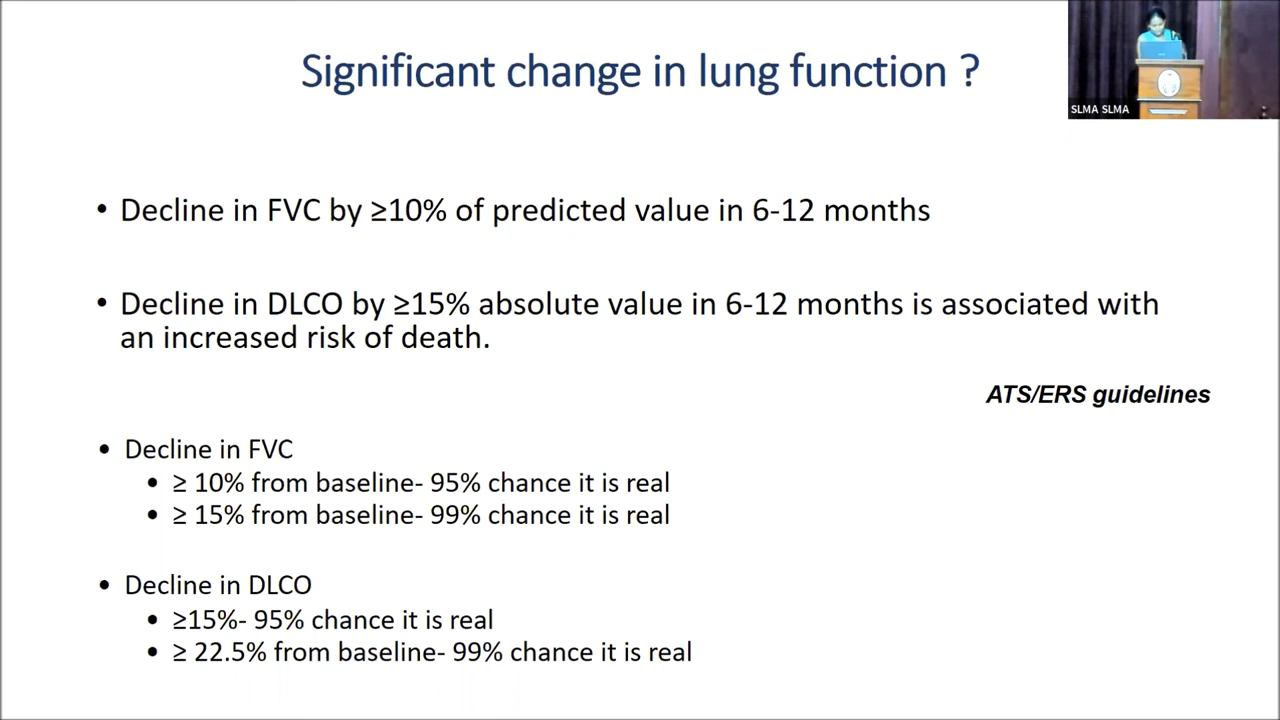 Significant change in lung function ?
SLMA SLMA
• Decline in FVC by ≥10% of predicted value in 6-12 months
• Decline in DLCO by ≥15% absolute value in 6-12 months is associated with
an increased risk of death.
ATS/ERS guidelines
• Decline in FVC
• ≥ 10% from baseline- 95% chance it is real
• ≥ 15% from baseline- 99% chance it is real
• Decline in DLCO
• ≥15%- 95% chance it is real
• ≥ 22.5% from baseline- 99% chance it is real